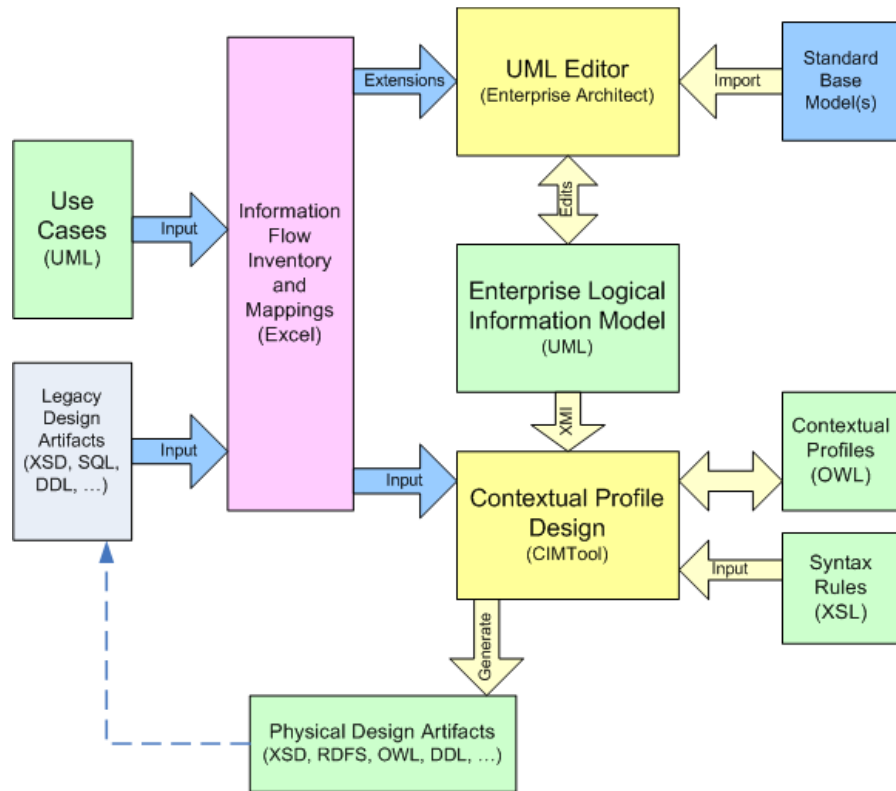 UML Editor
(Enterprise Architect)
Standard
Base
Model(s)
Extensions
Import
Use
Cases
(UML)
Input
Information
Flow
Inventory
and
Mappings
(Excel)
Edits
Enterprise Logical
Information Model
(UML)
Legacy
Design
Artifacts
(XSD, SQL,
DDL, ...)
Input
XMI
Input
Contextual Profile
Design
(CIMTool)
Contextual
Profiles
(OWL)
Input
Syntax
Rules
(XSL)
Generate
Physical Design Artifacts
(XSD, RDFS, OWL, DDL, ...)